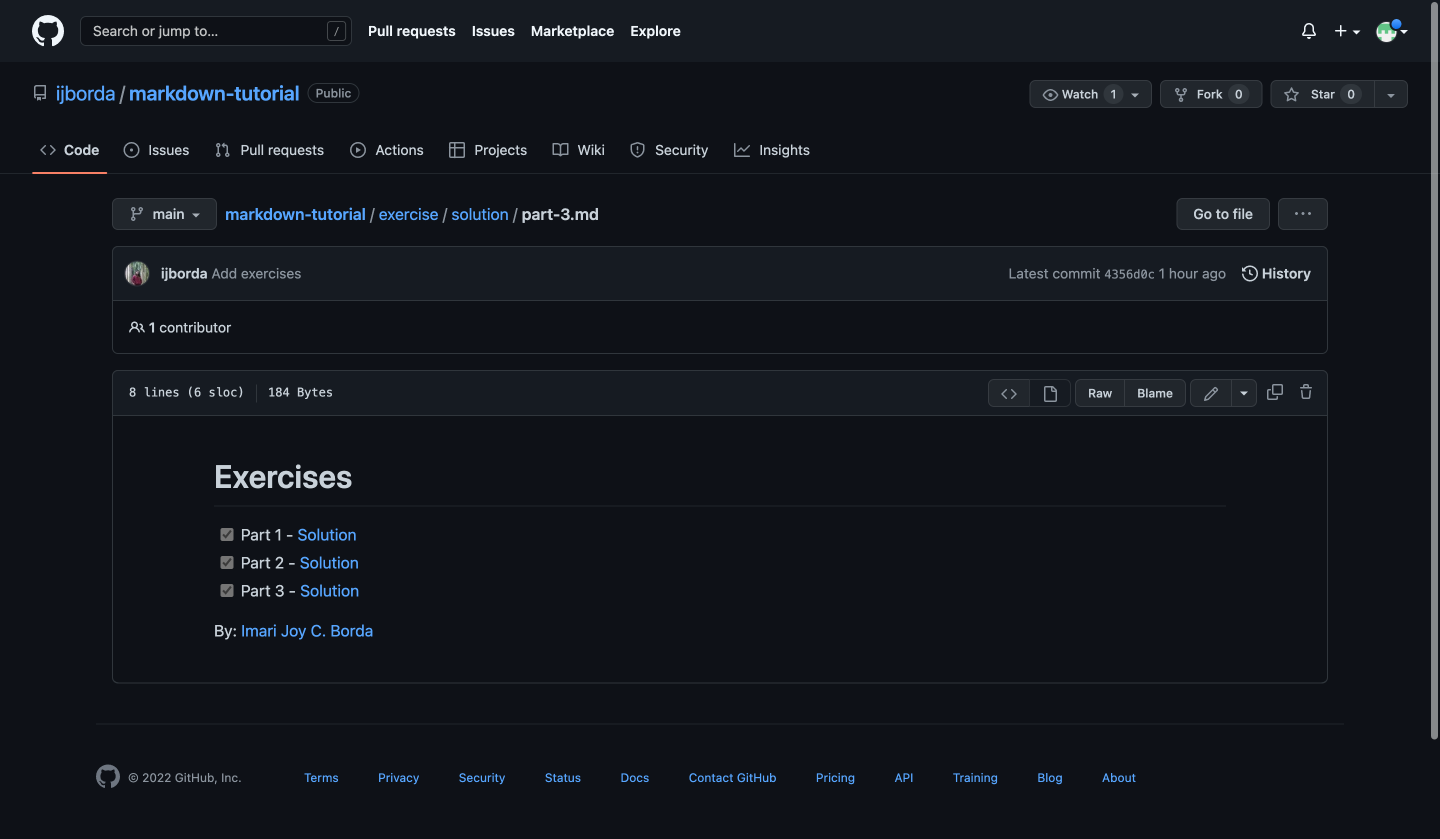 Search or jump to... /
Pull requests Issues Marketplace Explore
ijborda / markdown-tutorial Public
Watch 1 Fork 0 Star 0
Code Issues Pull requests Actions Projects Wiki Security Insights
main markdown-tutorial / exercise / solution / part-3.md Go to file ...
ijborda Add exercises Latest commit 4356d0c 1 hour ago History
1 contributor
8 lines (6 sloc) 184 Bytes Raw Blame
Exercises
Part 1 - Solution
Part 2 - Solution
Part 3 - Solution
By: Imari Joy C. Borda
© 2022 GitHub, Inc. Terms Privacy Security Status Docs Contact GitHub Pricing API Training Blog About